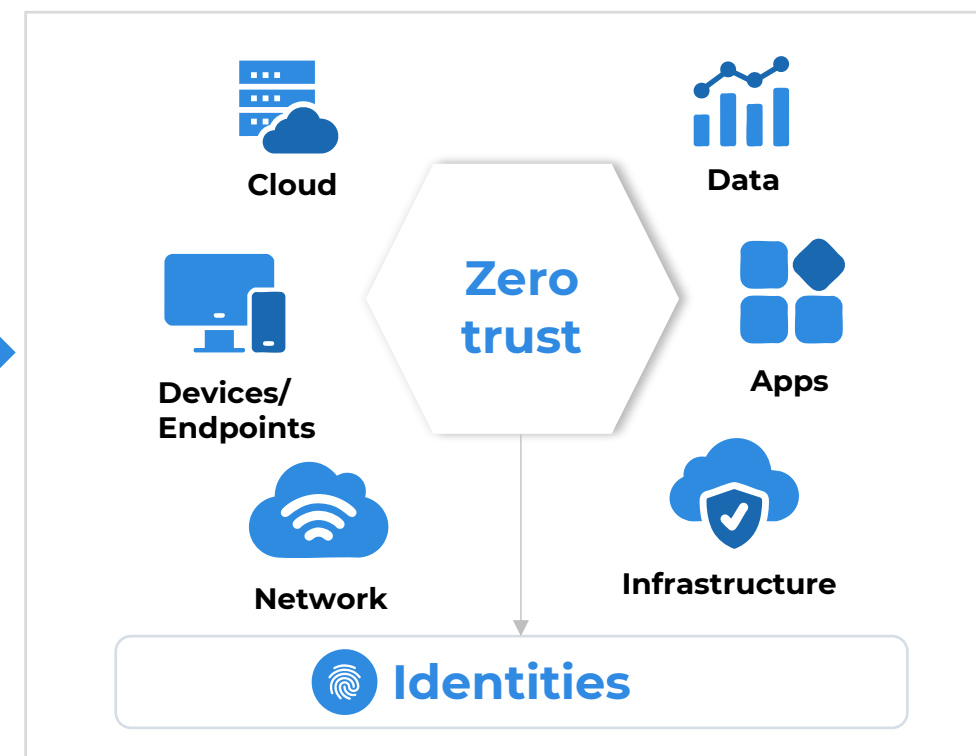 Cloud
Data
Zero
trust
Devices/
Endpoints
Apps
Network
Infrastructure
Identities